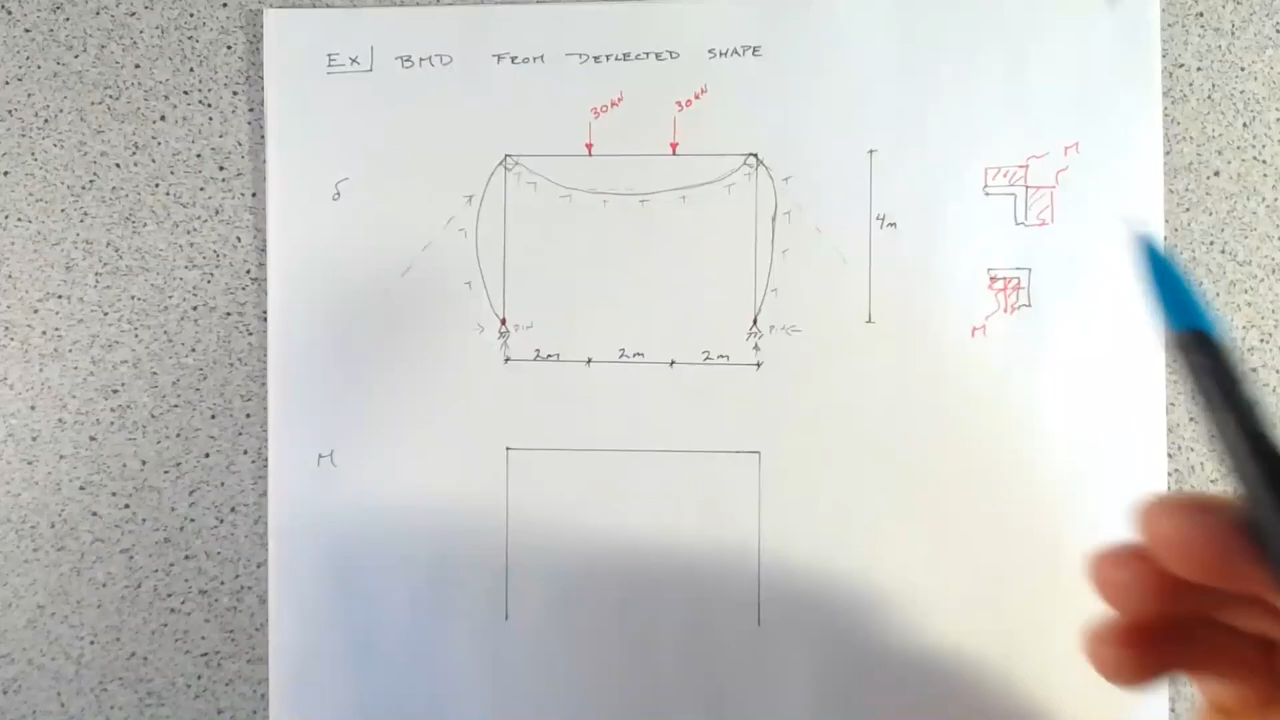 Ex BMD FROM DEFLECTED SHAPE
30kN 30kN
M
δ
4m
PIN PIN
M
2m 2m 2m
M